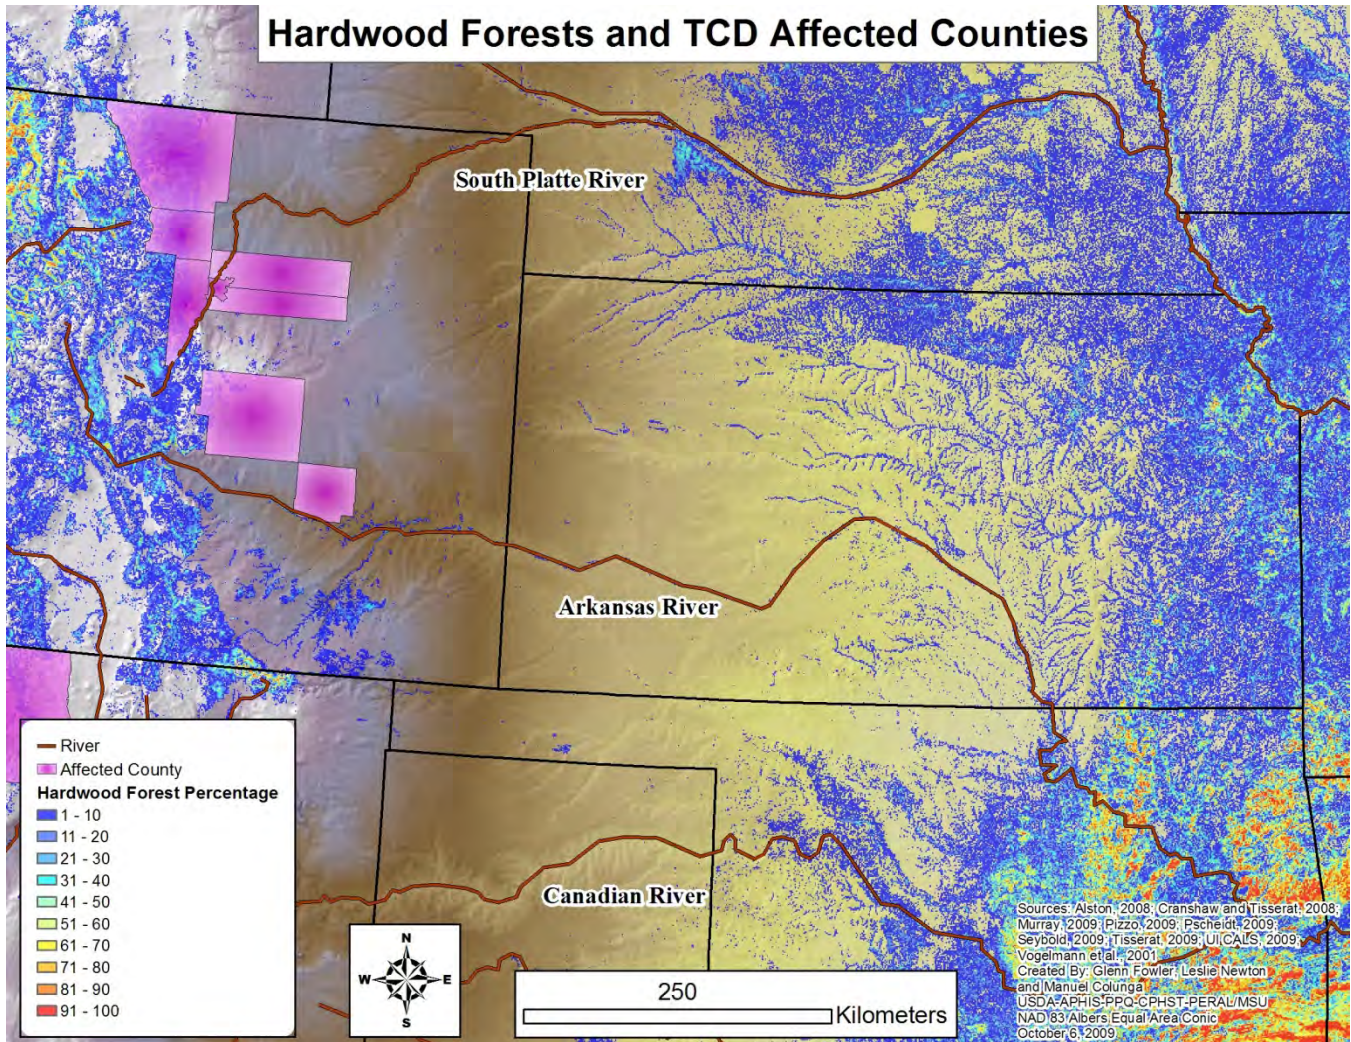 Hardwood Forests and TCD Affected Counties
South Platte River
Arkansas River
Canadian River
River
Affected County
Hardwood Forest Percentage
1 - 10
11 - 20
21 - 30
31 - 40
41 - 50
51 - 60
61 - 70
71 - 80
81 - 90
91 - 100
N
W E
S
250
Kilometers
Sources: Alston, 2008; Cranshaw and Tisserat, 2008;
Murray, 2009; Pizzo, 2009; Pscheidt, 2009;
Seybold, 2009; Tisserat, 2009; UI CALS, 2009;
Vogelmann et al., 2001
Created By: Glenn Fowler, Leslie Newton
and Manuel Colunga
USDA-APHIS-PPQ-CPHST-PERAL/MSU
NAD 83 Albers Equal Area Conic
October 6, 2009